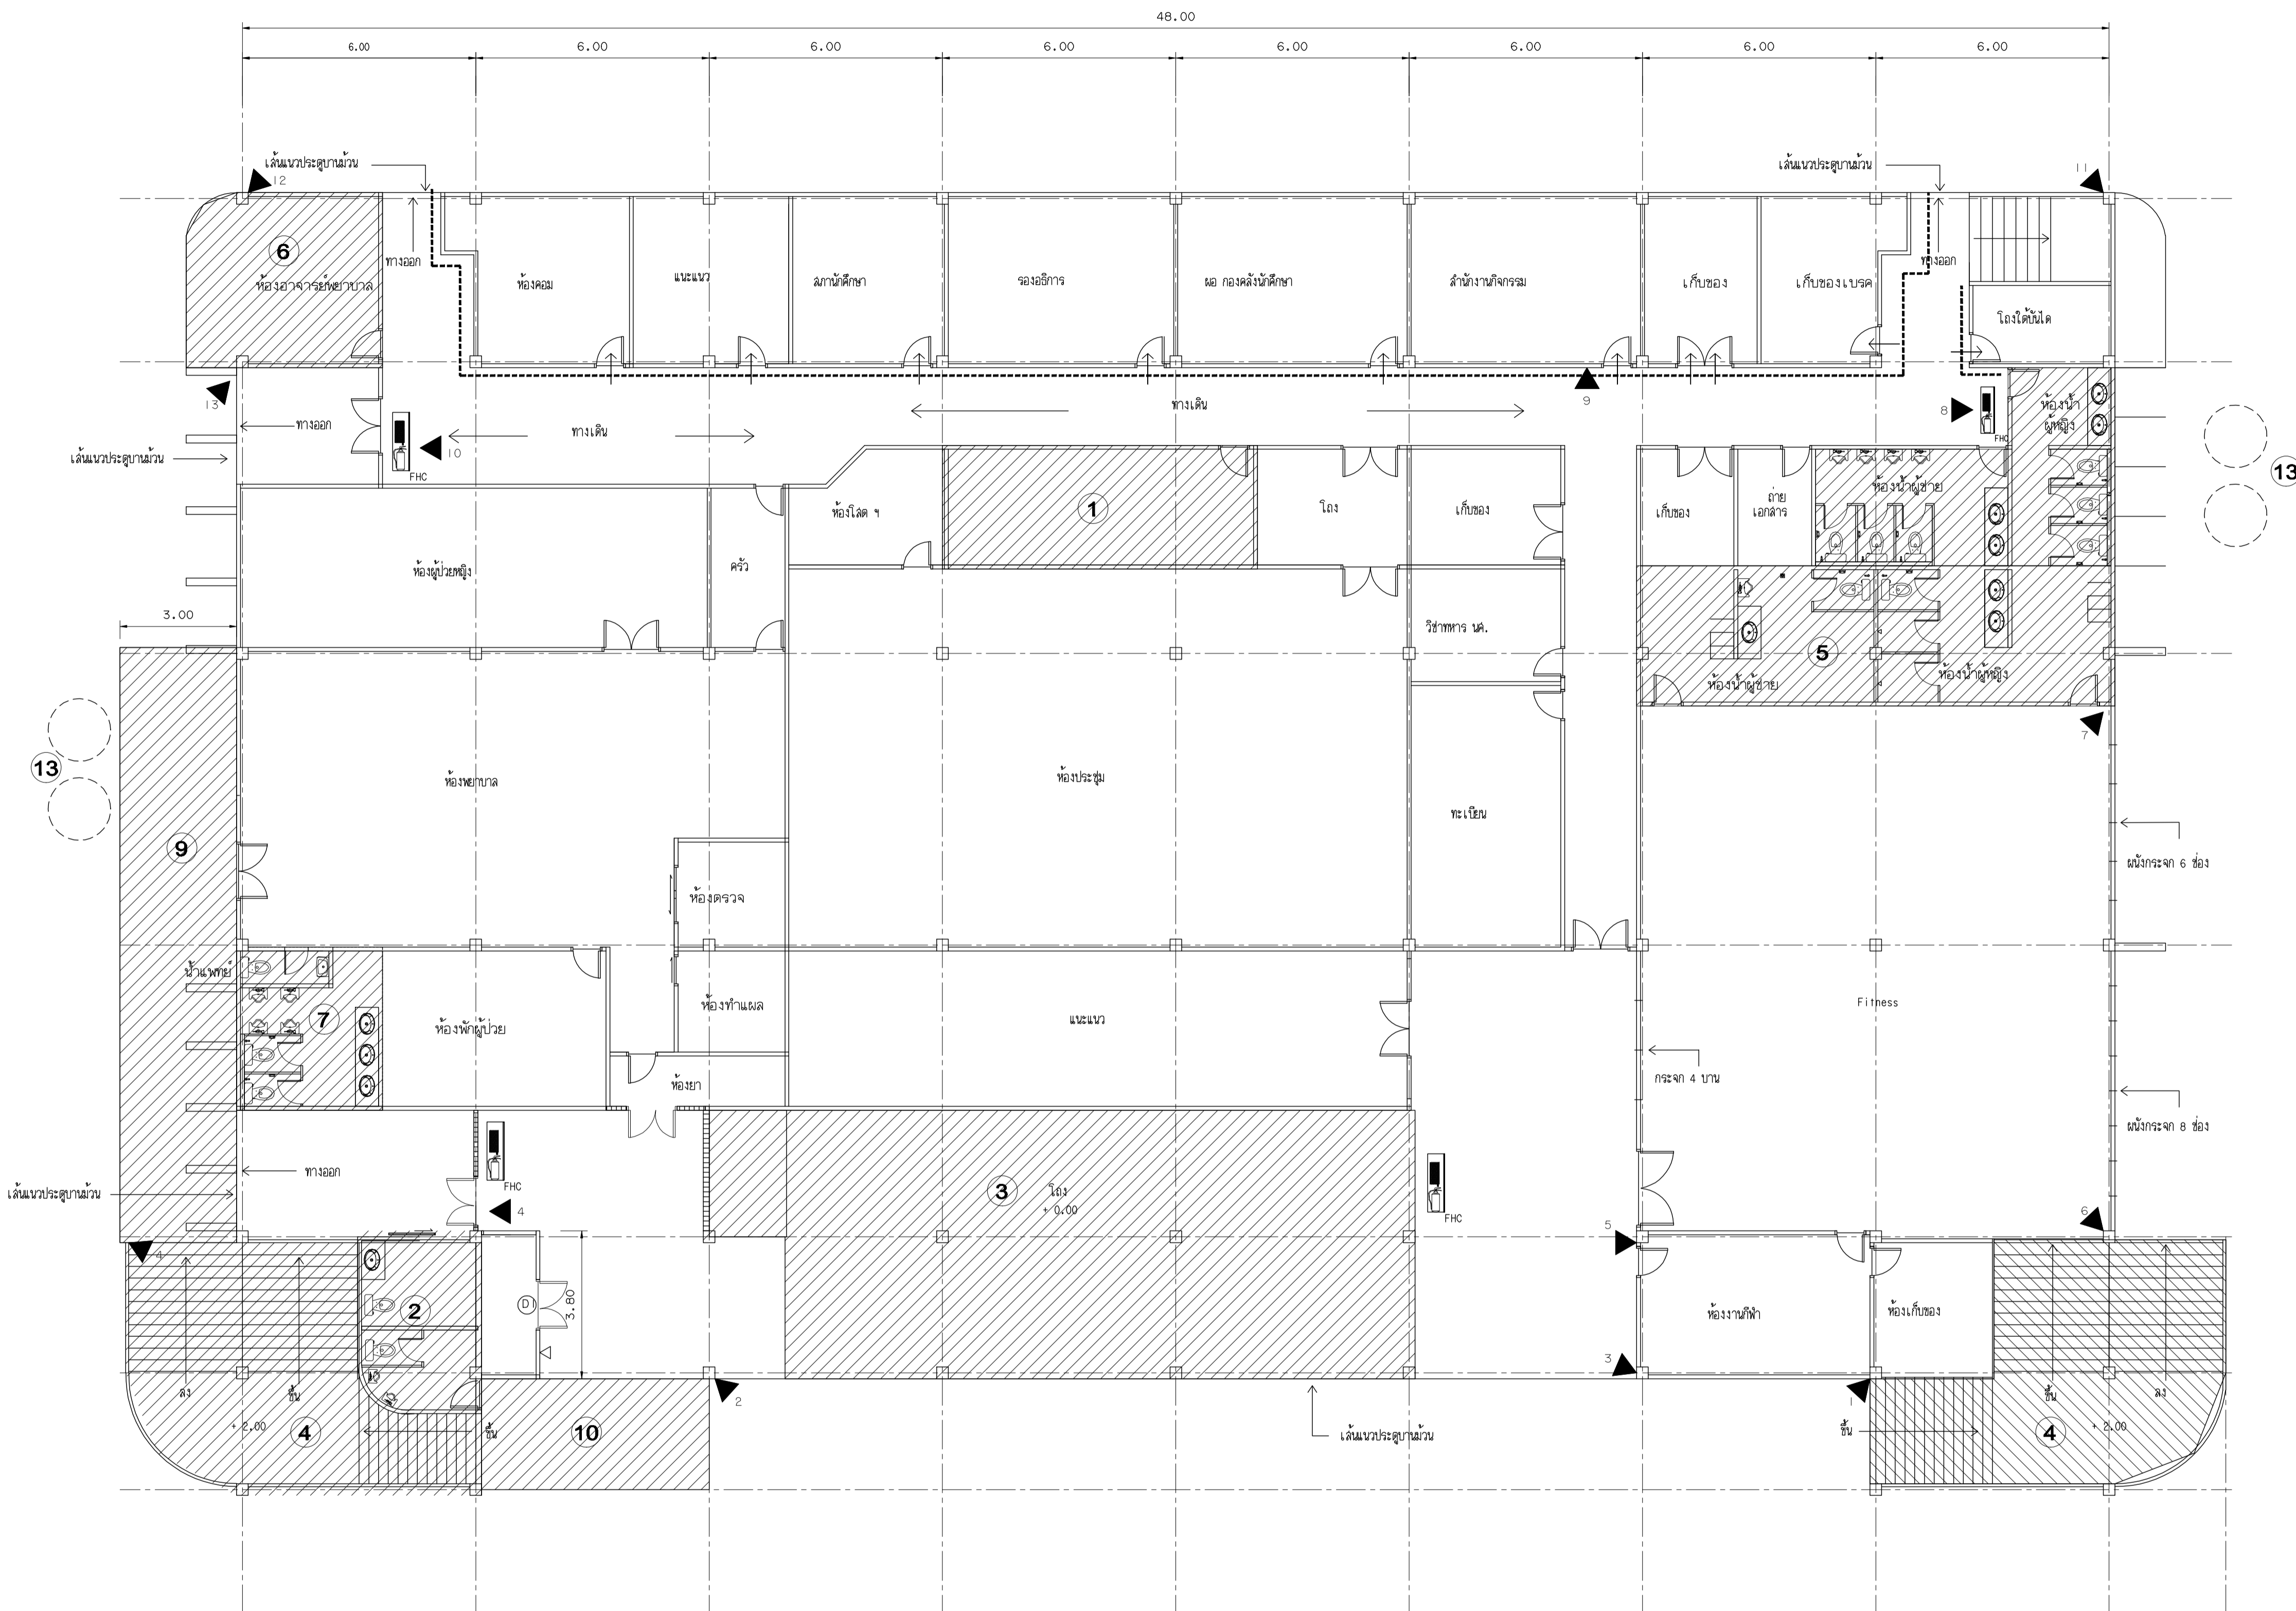 48.00
6.00 6.00 6.00 6.00 6.00 6.00 6.00 6.00
เส้นแนวประตูบานม้วน
เส้นแนวประตูบานม้วน
12
11
6
ห้องอาจารย์พยาบาล
ทางออก
ห้องคอม
แนะแนว
สภานักศึกษา
รองอธิการ
ผอ กองคลังนักศึกษา
สำนักงานกิจกรรม
เก็บของ
เก็บของเบรค
ทางออก
โถงใต้บันได
13
ทางออก
ทางเดิน
ทางเดิน
9
8
FHC
ห้องน้ำ
ผู้หญิง
10
FHC
เส้นแนวประตูบานม้วน
13
ห้องโสต ฯ
1
โถง
เก็บของ
เก็บของ
ถ่าย
เอกสาร
ห้องน้ำผู้ชาย
ห้องผู้ป่วยหญิง
ครัว
3.00
วิชาทหาร นศ.
5
ห้องน้ำผู้ชาย
ห้องน้ำผู้หญิง
7
13
ห้องพยาบาล
ห้องประชุม
ทะเบียน
9
ผนังกระจก 6 ช่อง
ห้องตรวจ
น้ำแพทย์
7
ห้องพักผู้ป่วย
ห้องทำแผล
แนะแนว
Fitness
กระจก 4 บาน
ห้องยา
ผนังกระจก 8 ช่อง
ทางออก
เส้นแนวประตูบานม้วน
FHC
4
3
โถง
+ 0.00
FHC
5
6
4
2
D1
3.80
ห้องงานกีฬา
ห้องเก็บของ
3
2
1
ลง
ขึ้น
+ 2.00
4
ขึ้น
10
เส้นแนวประตูบานม้วน
ขึ้น
ขึ้น
ลง
4
+ 2.00